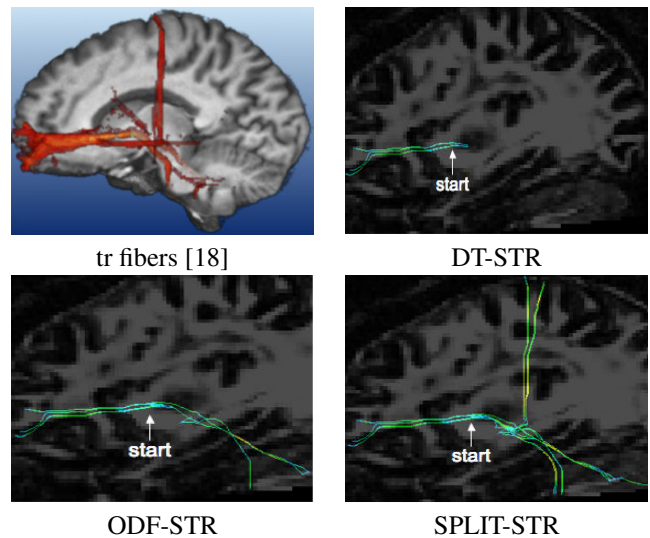 start
tr fibers [18]
DT-STR
start
start
ODF-STR
SPLIT-STR